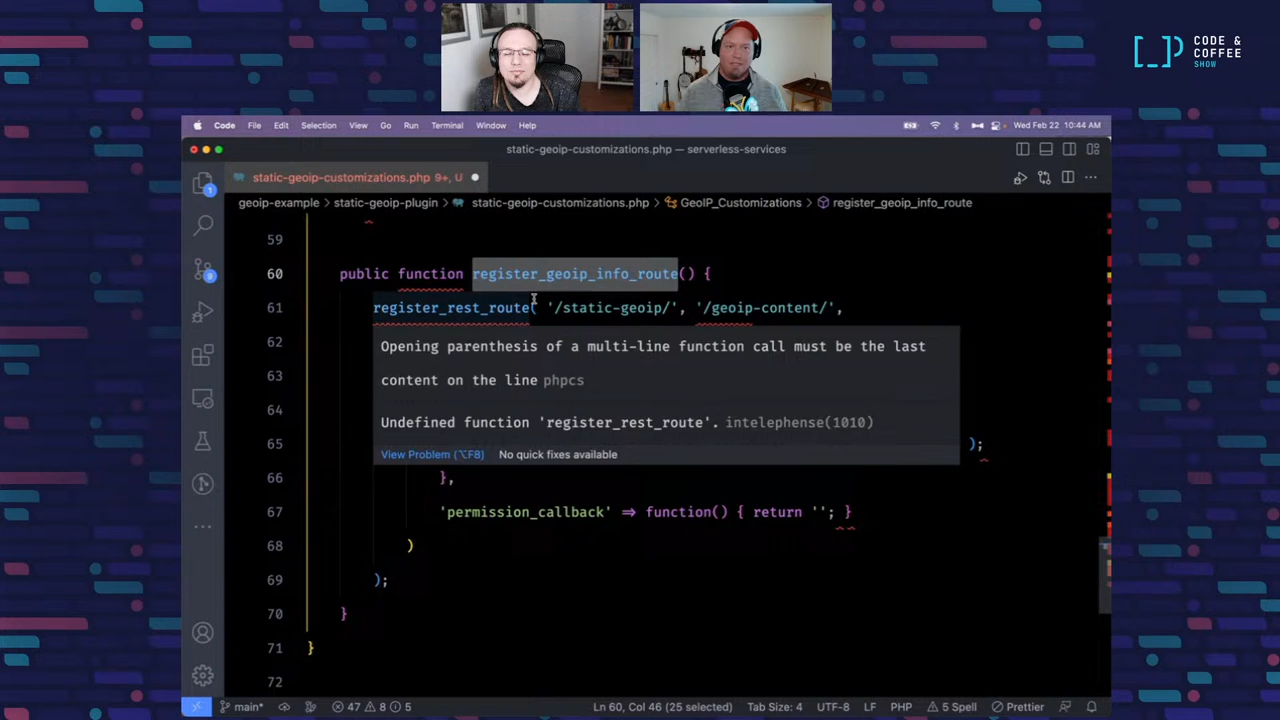 CODE &
COFFEE
SHOW
Code File Edit Selection View Go Run Terminal Window Help Wed Feb 22 10:44 AM
static-geoip-customizations.php — serverless-services
static-geoip-customizations.php 9+, U
geoip-example › static-geoip-plugin › static-geoip-customizations.php › GeoIP_Customizations › register_geoip_info_route
1
9
59
60 public function register_geoip_info_route() {
61 register_rest_route( '/static-geoip/', '/geoip-content/',
62 Opening parenthesis of a multi-line function call must be the last
63 content on the line phpcs
64 Undefined function 'register_rest_route'. intelephense(1010)
65 );
View Problem (⌥F8) No quick fixes available
66 },
67 'permission_callback' => function() { return ''; }
68 )
69 );
70 }
71 }
72
main* 47 8 5 Ln 60, Col 46 (25 selected) Tab Size: 4 UTF-8 LF PHP 5 Spell Prettier